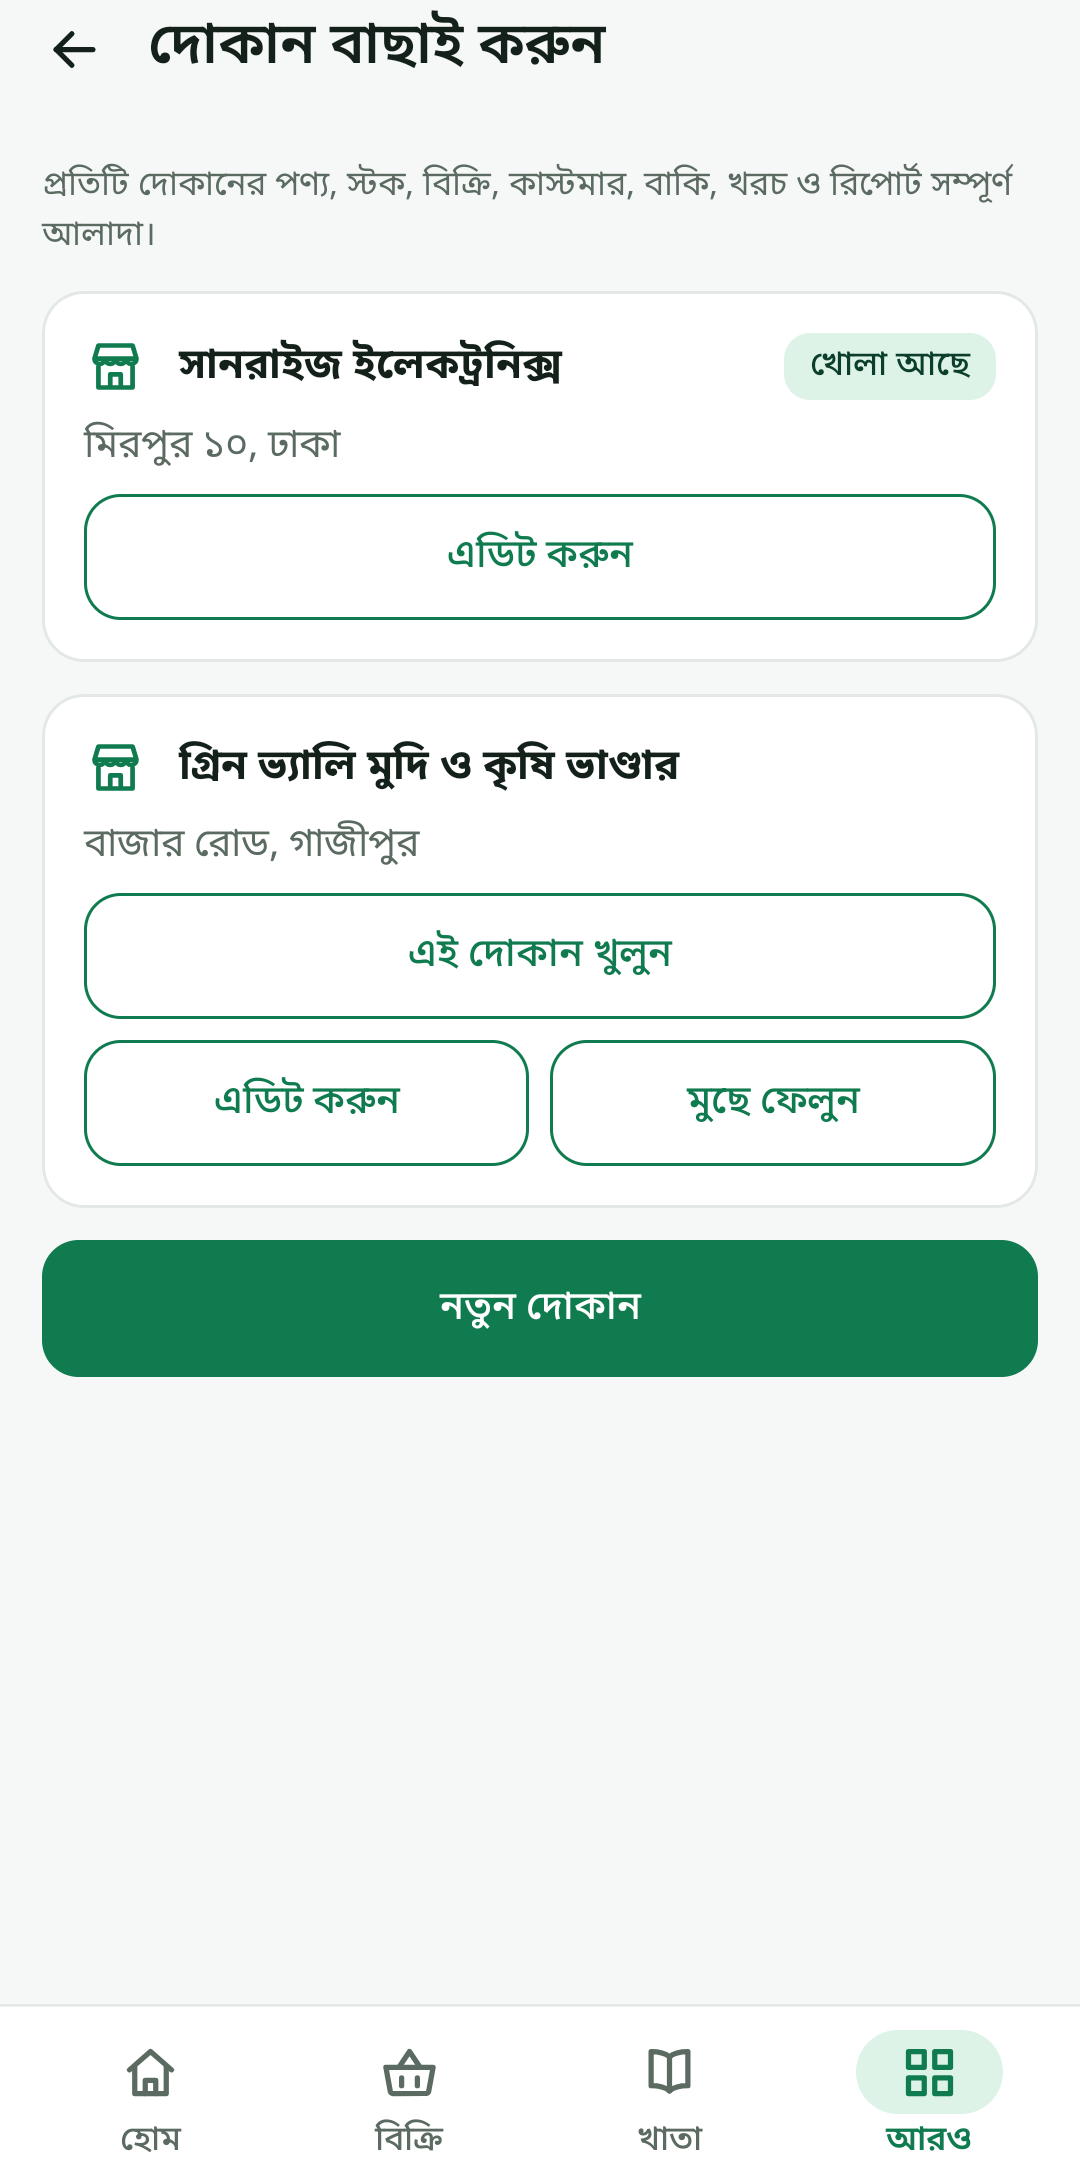 দোকান বাছাই করুন
প্রতিটি দোকানের পণ্য, স্টক, বিক্রি, কাস্টমার, বাকি, খরচ ও রিপোর্ট সম্পূর্ণ
আলাদা।
সানরাইজ ইলেকট্রনিক্স
খোলা আছে
মিরপুর ১০, ঢাকা
এডিট করুন
গ্রিন ভ্যালি মুদি ও কৃষি ভাণ্ডার
বাজার রোড, গাজীপুর
এই দোকান খুলুন
এডিট করুন
মুছে ফেলুন
নতুন দোকান
হোম
বিক্রি
খাতা
আরও